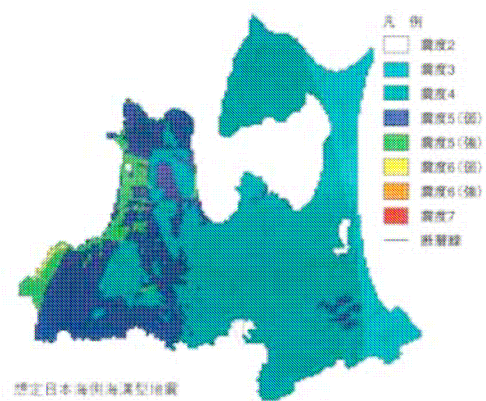 凡 例
震度2
震度3
震度4
震度5(弱)
震度5(強)
震度6(弱)
震度6(強)
震度7
断層線
想定日本海側海溝型地震